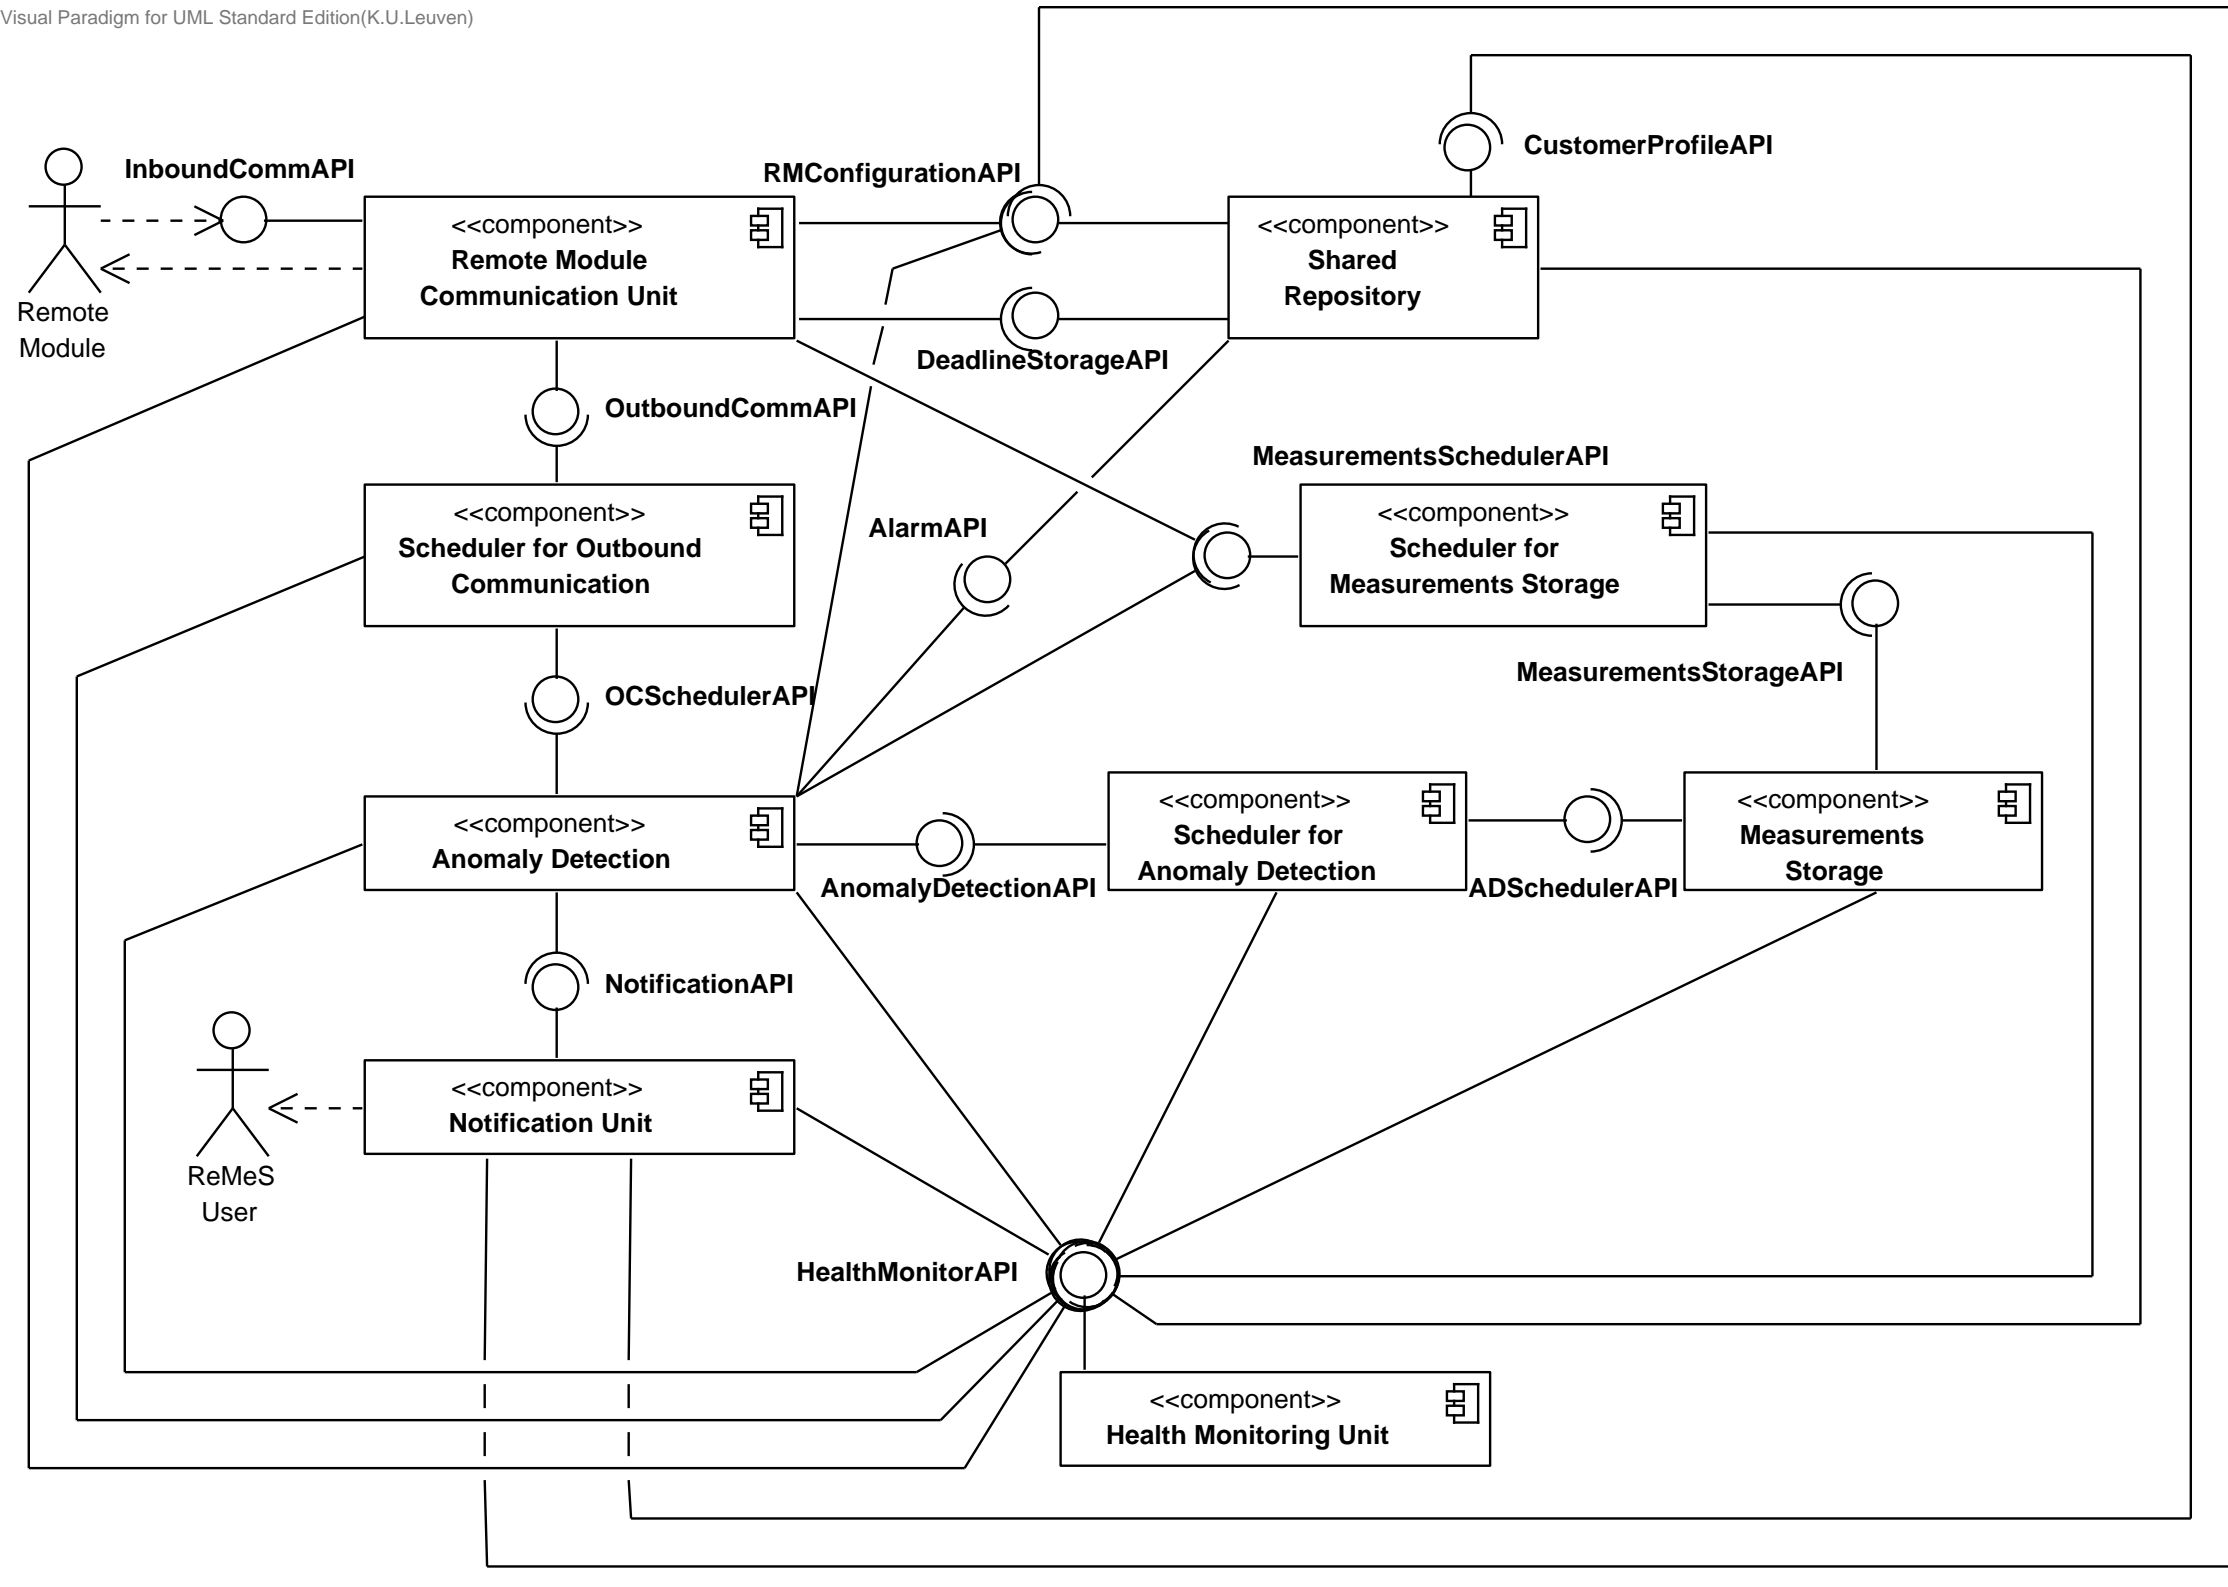 Visual Paradigm for UML Standard Edition(K.U.Leuven)
CustomerProfileAPI
InboundCommAPI
RMConfigurationAPI
<<component>>
Remote Module
Communication Unit
<<component>>
Shared
Repository
Remote
Module
DeadlineStorageAPI
OutboundCommAPI
MeasurementsSchedulerAPI
<<component>>
Scheduler for Outbound
Communication
AlarmAPI
<<component>>
Scheduler for
Measurements Storage
MeasurementsStorageAPI
OCSchedulerAPI
<<component>>
Anomaly Detection
<<component>>
Scheduler for
Anomaly Detection
<<component>>
Measurements
Storage
AnomalyDetectionAPI
ADSchedulerAPI
NotificationAPI
<<component>>
Notification Unit
ReMeS
User
HealthMonitorAPI
<<component>>
Health Monitoring Unit